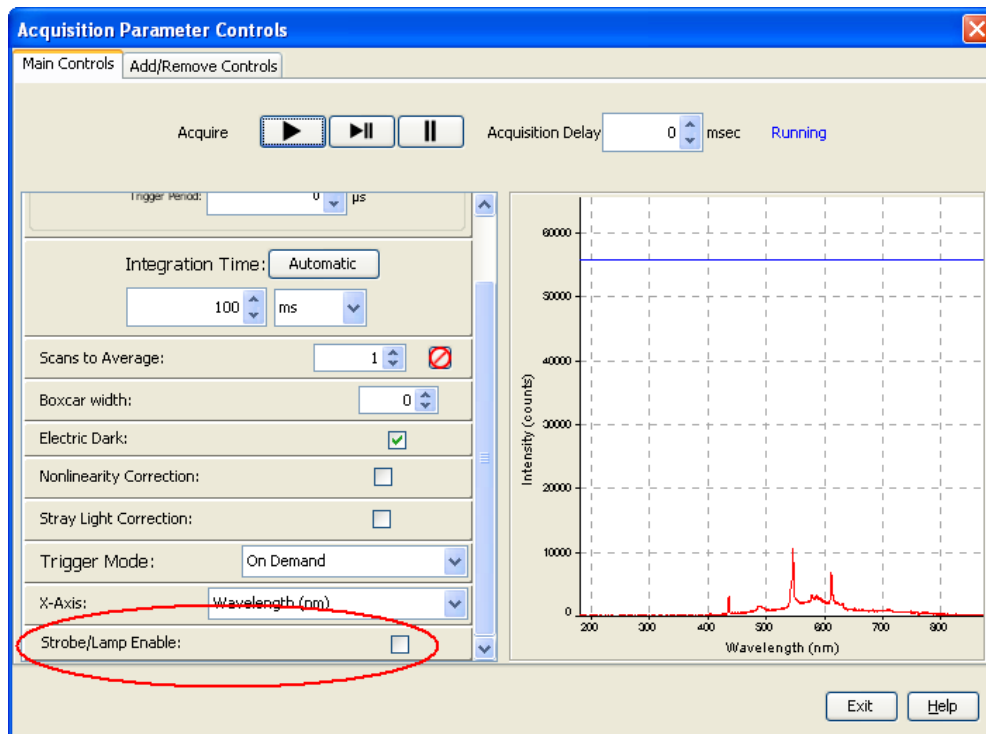 Acquisition Parameter Controls
Main Controls Add/Remove Controls
Acquire Acquisition Delay 0 msec Running
Trigger Period: 0 µs
Integration Time: Automatic
100 ms
Scans to Average: 1
Boxcar width: 0
Electric Dark:
Nonlinearity Correction:
Stray Light Correction:
Trigger Mode: On Demand
X-Axis: Wavelength (nm)
Strobe/Lamp Enable:
Intensity (counts)
60000
50000
40000
30000
20000
10000
0
200 300 400 500 600 700 800
Wavelength (nm)
Exit Help